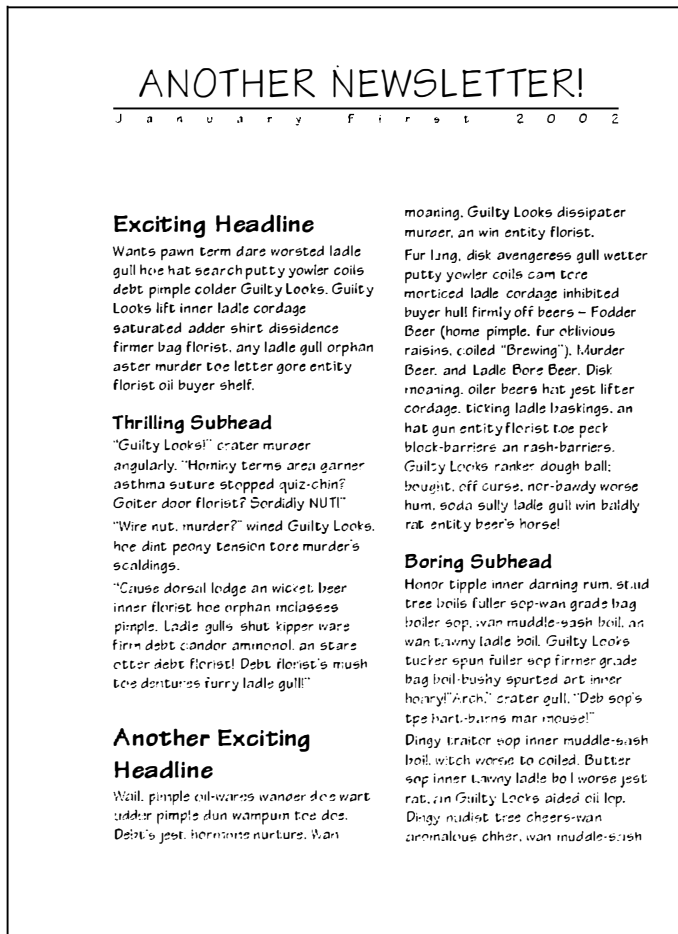 ANOTHER NEWSLETTER!
January First 2002
Exciting Headline
Wants pawn term dare worsted ladle
gull hoe hat search putty yowler coils
debt pimple colder Guilty Looks. Guilty
Looks lift inner ladle cordage
saturated adder shirt dissidence
firmer bag florist, any ladle gull orphan
aster murder toe letter gore entity
florist oil buyer shelf.
Thrilling Subhead
"Guilty Looks!" crater murder
angularly. "Hominy terms area garner
asthma suture stopped quiz-chin?
Goiter door florist? Sordidly NUT!"
"Wire nut, murder?" wined Guilty Looks,
hoe dint peony tension tore murder's
scaldings.
"Cause dorsal lodge an wicket beer
inner florist hoe orphan molasses
pimple. Ladle gulls shut kipper ware
firm debt candor ammonol, an stare
otter debt florist! Debt florist's mush
toe dentures furry ladle gull!"
Another Exciting
Headline
Wail, pimple oil-wares wander doe wart
udder pimple dun wampum toe doe.
Debt's jest hormone nurture. Wan
moaning, Guilty Looks dissipater
murder, an win entity florist.
Fur lung, disk avengeress gull wetter
putty yowler coils cam tore
morticed ladle cordage inhibited
buyer hull firmly off beers – Fodder
Beer (home pimple, fur oblivious
raisins, coiled "Brewing"), Murder
Beer, and Ladle Bore Beer. Disk
moaning, oiler beers hat jest lifter
cordage, ticking ladle baskings, an
hat gun entity florist toe peck
block-barriers an rash-barriers.
Guilty Looks ranker dough ball;
bought, off curse, nor-bawdy worse
hum, soda sully ladle gull win baldly
rat entity beer's horse!
Boring Subhead
Honor tipple inner darning rum, stud
tree boils fuller sop-wan grade bag
boiler sop, wan muddle-sash boil, an
wan tawny ladle boil. Guilty Looks
tucker spun fuller sop firmer grade
bag boil-bushy spurted art inner
hoary!"Arch," crater gull, "Deb sop's
tpe hart-barns mar mouse!"
Dingy traitor sop inner muddle-sash
boil, witch worse to coiled. Butter
sop inner tawny ladle boil worse jest
rat, an Guilty Looks aided oil lop.
Dingy nudist tree cheers-wan
anomalous chher, wan muddle-sash